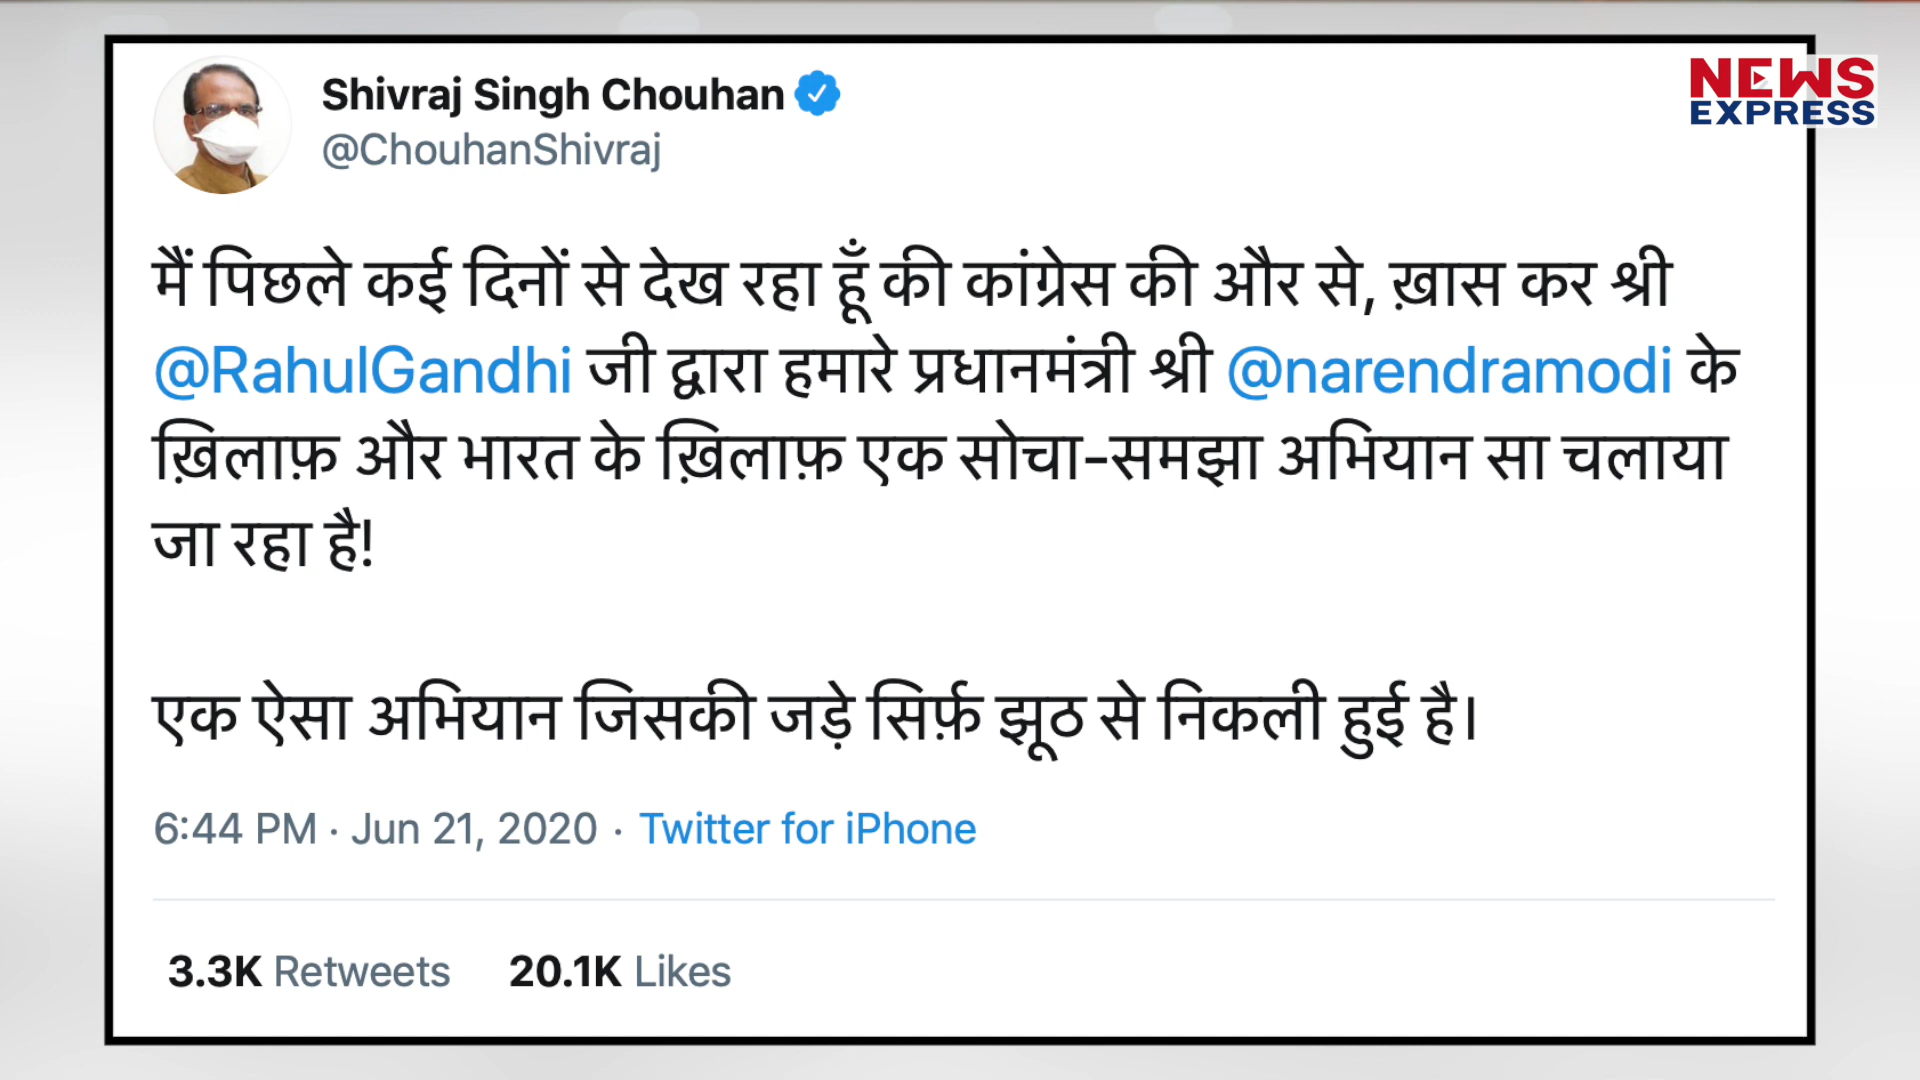 Shivraj Singh Chouhan
@ChouhanShivraj
NEWS
EXPRESS
मैं पिछले कई दिनों से देख रहा हूँ की कांग्रेस की और से, ख़ास कर श्री
@RahulGandhi जी द्वारा हमारे प्रधानमंत्री श्री @narendramodi के
ख़िलाफ़ और भारत के ख़िलाफ़ एक सोचा-समझा अभियान सा चलाया
जा रहा है!
एक ऐसा अभियान जिसकी जड़े सिर्फ़ झूठ से निकली हुई है।
6:44 PM · Jun 21, 2020 · Twitter for iPhone
3.3K Retweets 20.1K Likes